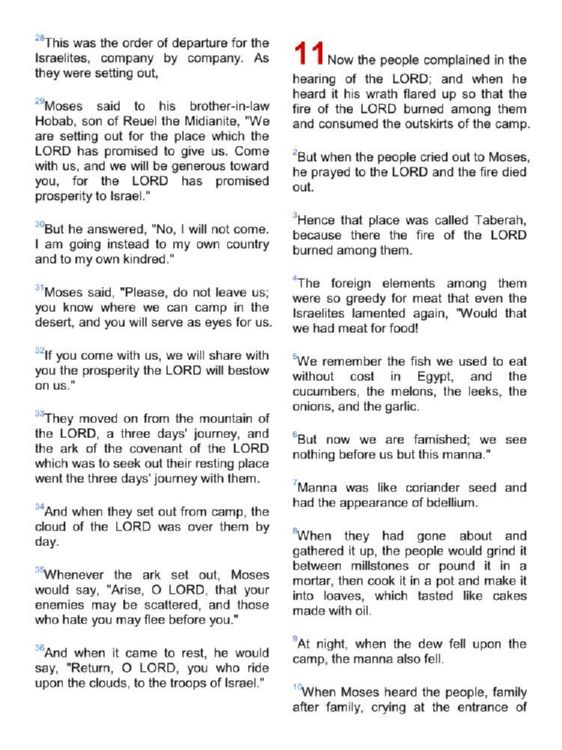 28This was the order of departure for the
Israelites, company by company. As
they were setting out,
29Moses said to his brother-in-law
Hobab, son of Reuel the Midianite, "We
are setting out for the place which the
LORD has promised to give us. Come
with us, and we will be generous toward
you, for the LORD has promised
prosperity to Israel."
30But he answered, "No, I will not come.
I am going instead to my own country
and to my own kindred."
31Moses said, "Please, do not leave us;
you know where we can camp in the
desert, and you will serve as eyes for us.
32If you come with us, we will share with
you the prosperity the LORD will bestow
on us."
33They moved on from the mountain of
the LORD, a three days' journey, and
the ark of the covenant of the LORD
which was to seek out their resting place
went the three days' journey with them.
34And when they set out from camp, the
cloud of the LORD was over them by
day.
35Whenever the ark set out, Moses
would say, "Arise, O LORD, that your
enemies may be scattered, and those
who hate you may flee before you."
36And when it came to rest, he would
say, "Return, O LORD, you who ride
upon the clouds, to the troops of Israel."
11 Now the people complained in the
hearing of the LORD; and when he
heard it his wrath flared up so that the
fire of the LORD burned among them
and consumed the outskirts of the camp.
2But when the people cried out to Moses,
he prayed to the LORD and the fire died
out.
3Hence that place was called Taberah,
because there the fire of the LORD
burned among them.
4The foreign elements among them
were so greedy for meat that even the
Israelites lamented again, "Would that
we had meat for food!
5We remember the fish we used to eat
without cost in Egypt, and the
cucumbers, the melons, the leeks, the
onions, and the garlic.
6But now we are famished; we see
nothing before us but this manna."
7Manna was like coriander seed and
had the appearance of bdellium.
8When they had gone about and
gathered it up, the people would grind it
between millstones or pound it in a
mortar, then cook it in a pot and make it
into loaves, which tasted like cakes
made with oil.
9At night, when the dew fell upon the
camp, the manna also fell.
10When Moses heard the people, family
after family, crying at the entrance of